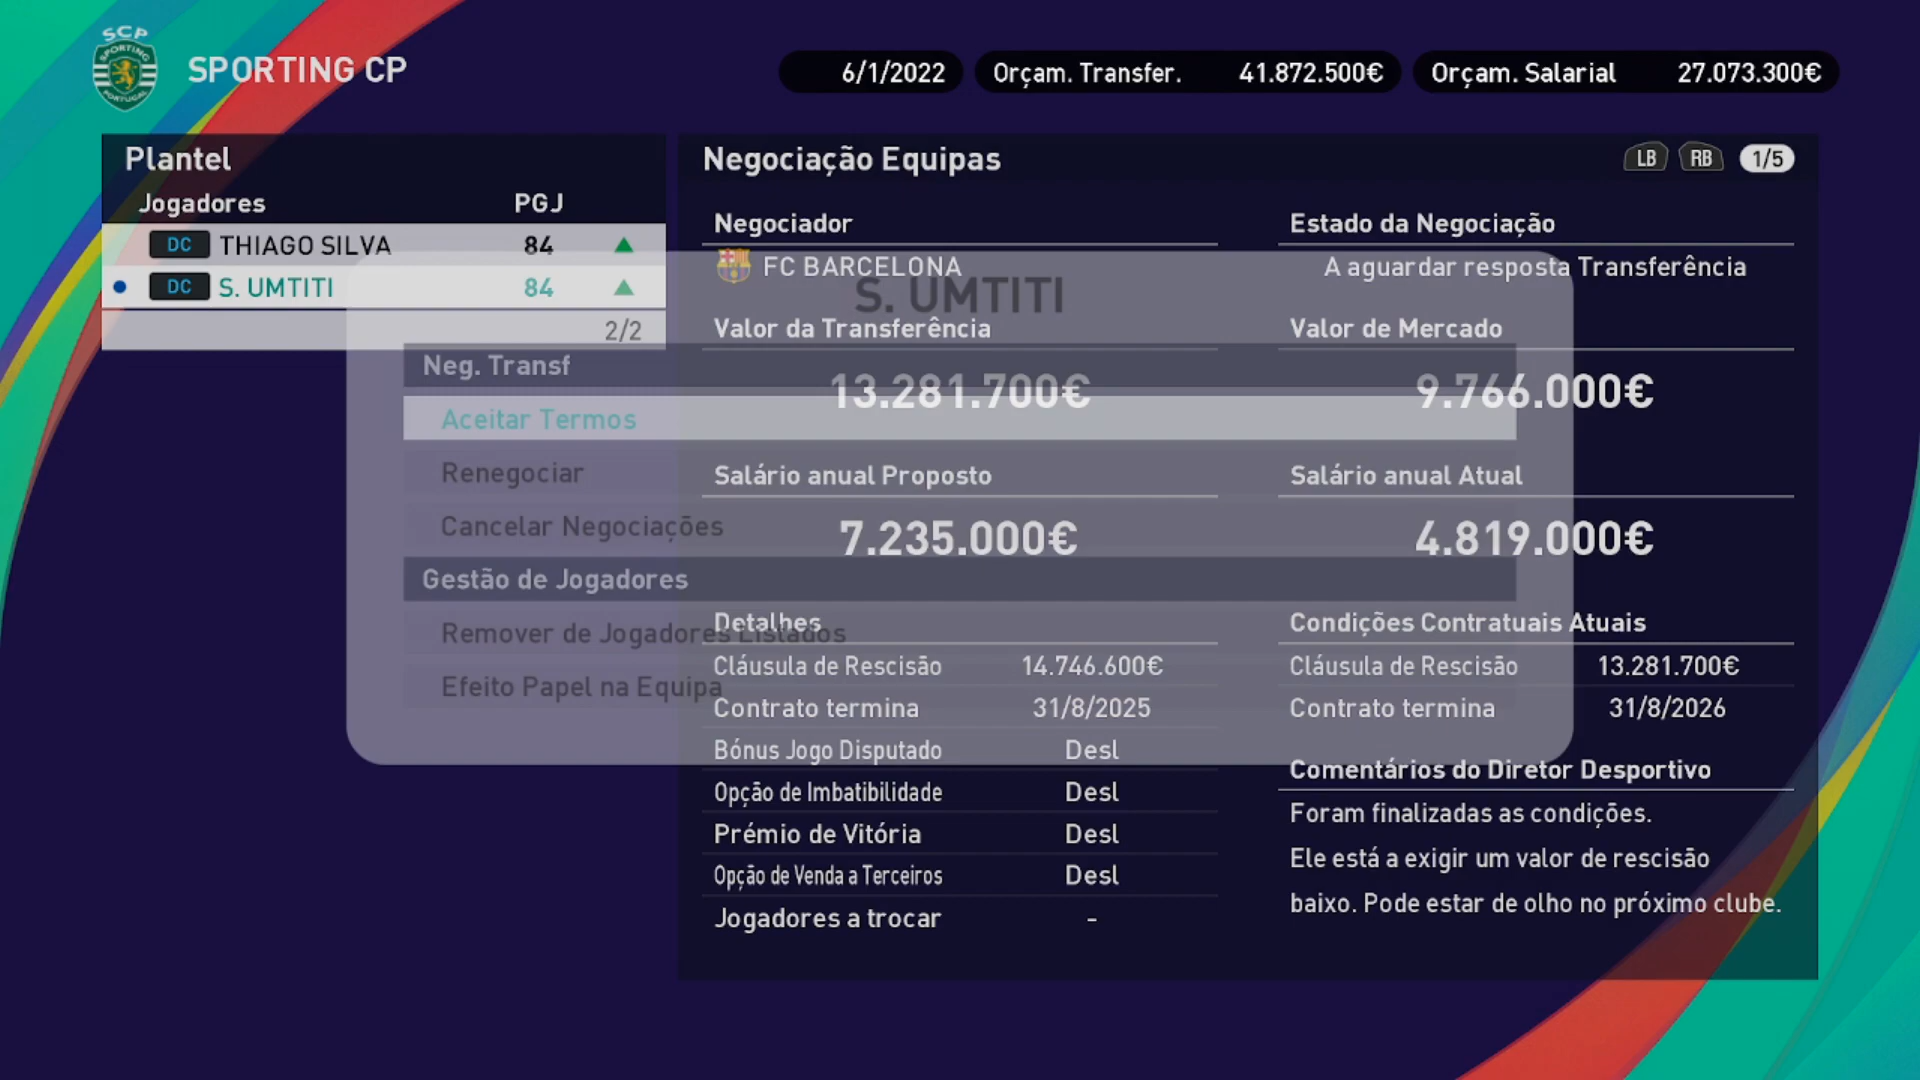 SCP
SPORTING
PORTUGAL
SPORTING CP
6/1/2022
Orçam. Transfer. 41.872.500€
Orçam. Salarial 27.073.300€
Plantel
Jogadores PGJ
DC THIAGO SILVA 84
DC S. UMTITI 84
2/2
Negociação Equipas
LB RB 1/5
Negociador
FC BARCELONA
Estado da Negociação
A aguardar resposta Transferência
S. UMTITI
Valor da Transferência
13.281.700€
Valor de Mercado
9.766.000€
Neg. Transf
Aceitar Termos
Renegociar
Cancelar Negociações
Gestão de Jogadores
Remover de Jogadores Listados
Efeito Papel na Equipa
Salário anual Proposto
7.235.000€
Salário anual Atual
4.819.000€
Detalhes
Cláusula de Rescisão 14.746.600€
Contrato termina 31/8/2025
Bónus Jogo Disputado Desl
Opção de Imbatibilidade Desl
Prémio de Vitória Desl
Opção de Venda a Terceiros Desl
Jogadores a trocar -
Condições Contratuais Atuais
Cláusula de Rescisão 13.281.700€
Contrato termina 31/8/2026
Comentários do Diretor Desportivo
Foram finalizadas as condições.
Ele está a exigir um valor de rescisão
baixo. Pode estar de olho no próximo clube.